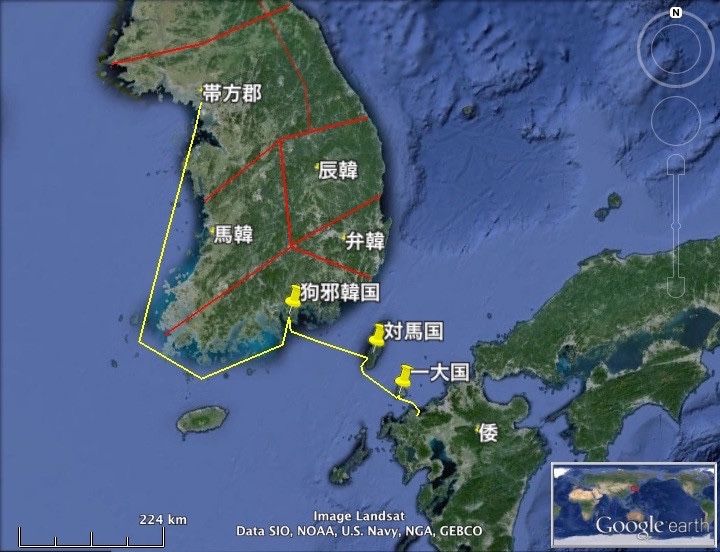 N
帯方郡
辰韓
馬韓
弁韓
狗邪韓国
対馬国
一大国
倭
224 km
Image Landsat
Data SIO, NOAA, U.S. Navy, NGA, GEBCO
Google earth